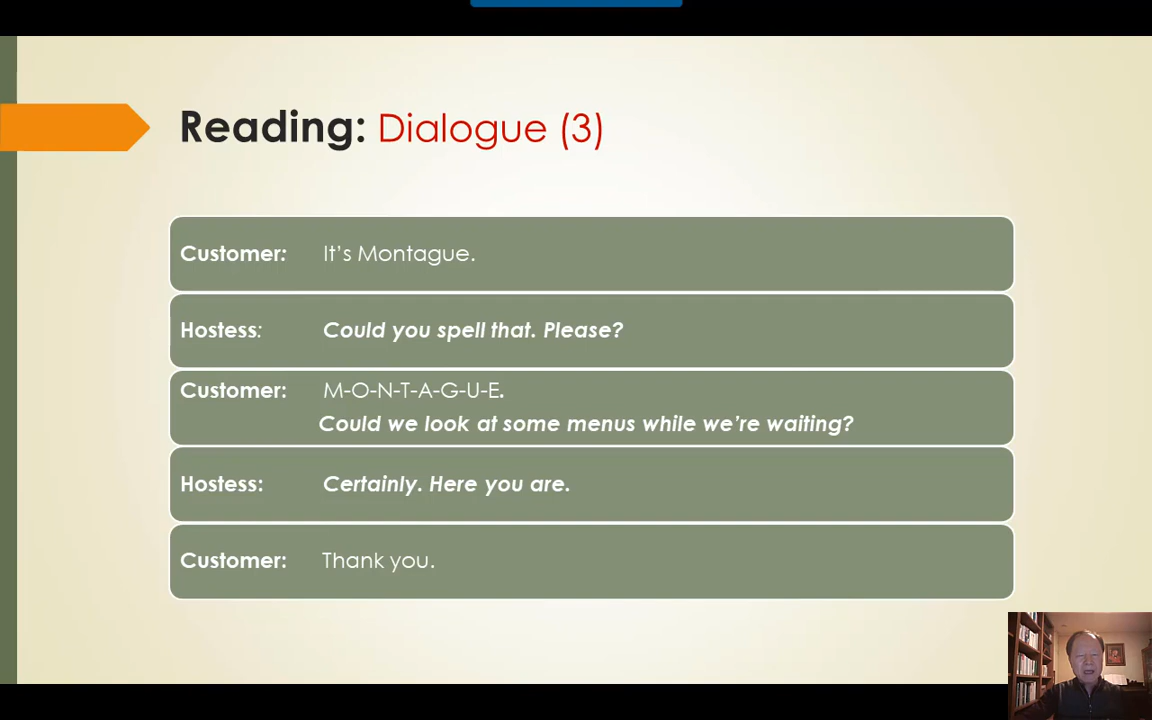 Reading: Dialogue (3)
Customer: It’s Montague.
Hostess: Could you spell that. Please?
Customer: M-O-N-T-A-G-U-E.
Could we look at some menus while we’re waiting?
Hostess: Certainly. Here you are.
Customer: Thank you.